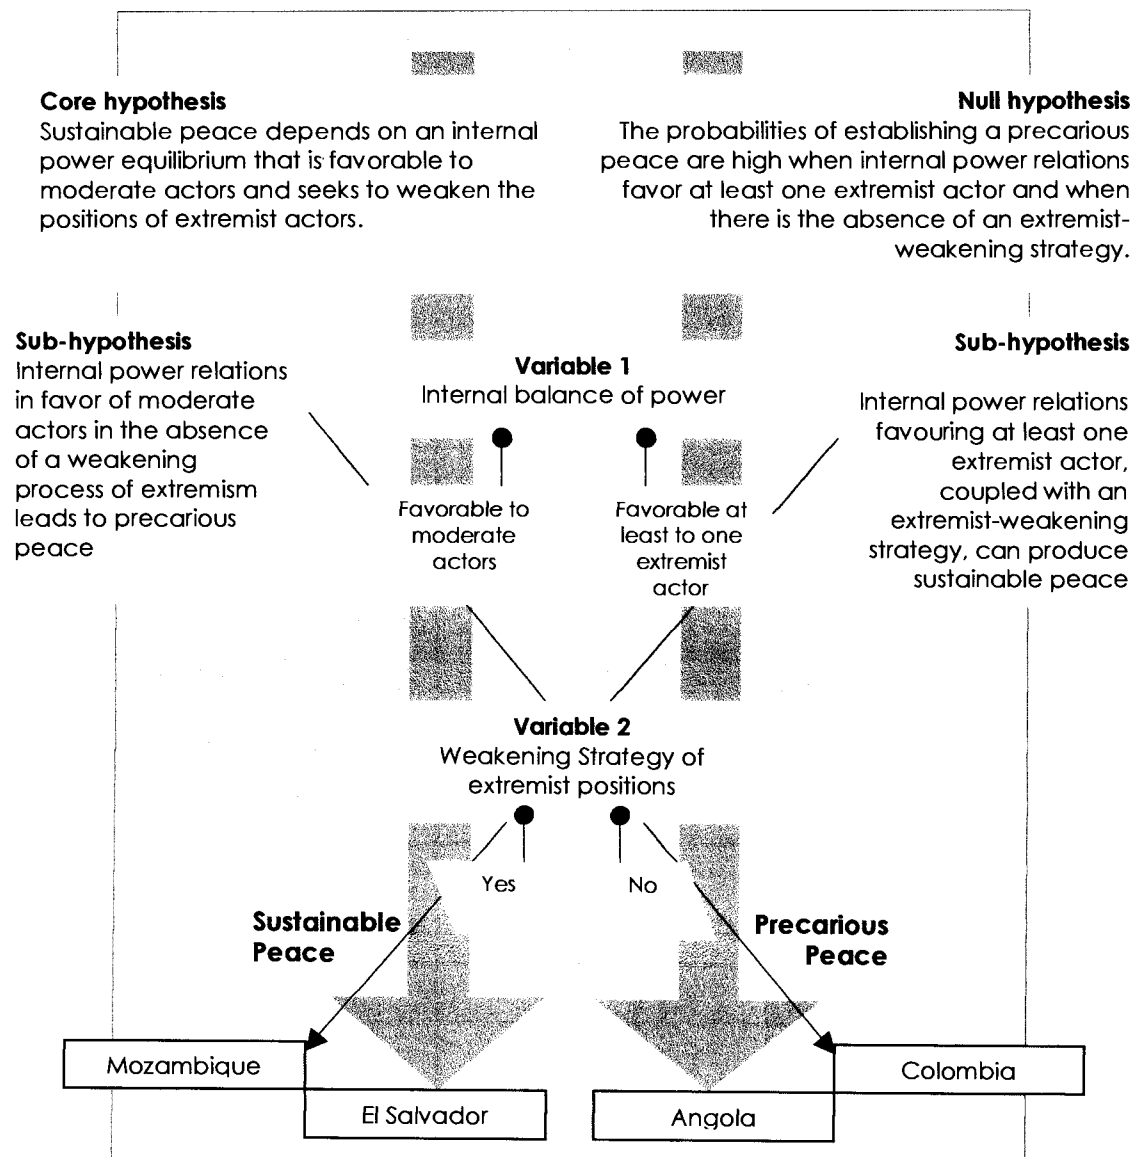 Core hypothesis
Sustainable peace depends on an internal
power equilibrium that is favorable to
moderate actors and seeks to weaken the
positions of extremist actors.
Null hypothesis
The probabilities of establishing a precarious
peace are high when internal power relations
favor at least one extremist actor and when
there is the absence of an extremist-
weakening strategy.
Sub-hypothesis
Internal power relations
in favor of moderate
actors in the absence
of a weakening
process of extremism
leads to precarious
peace
Variable 1
Internal balance of power
Favorable to
moderate
actors
Favorable at
least to one
extremist
actor
Sub-hypothesis
Internal power relations
favouring at least one
extremist actor,
coupled with an
extremist-weakening
strategy, can produce
sustainable peace
Variable 2
Weakening Strategy of
extremist positions
Yes
No
Sustainable
Peace
Precarious
Peace
Mozambique
El Salvador
Angola
Colombia